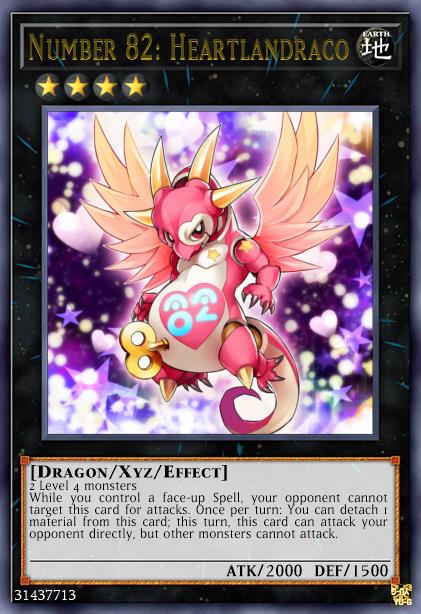 Number 82: Heartlandraco
EARTH
地
82
[Dragon/Xyz/Effect]
2 Level 4 monsters
While you control a face-up Spell, your opponent cannot
target this card for attacks. Once per turn: You can detach 1
material from this card; this turn, this card can attack your
opponent directly, but other monsters cannot attack.
ATK/2000 DEF/1500
31437713